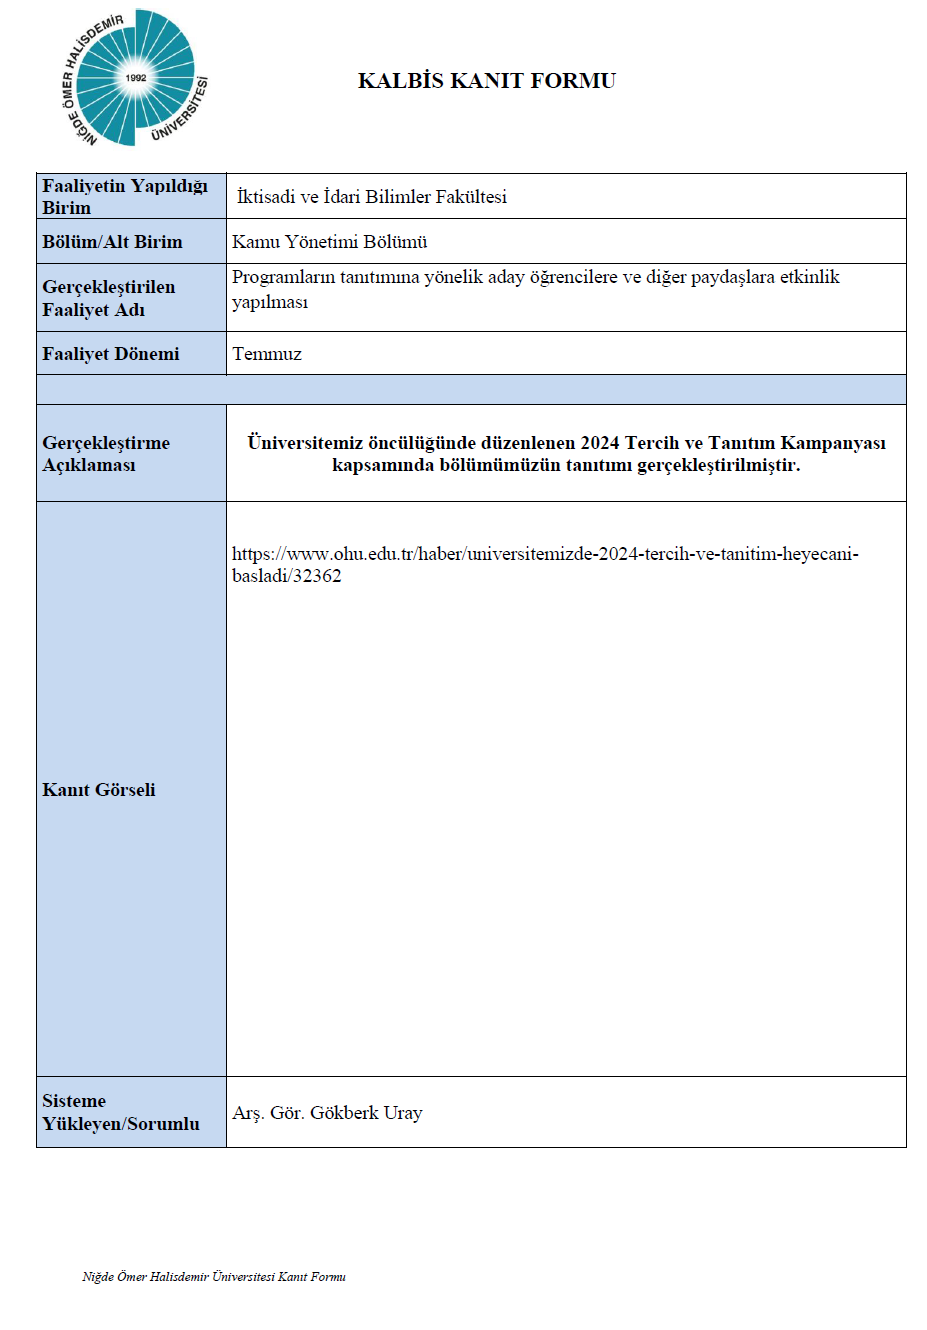 NİĞDE ÖMER HALİSDEMİR
ÜNİVERSİTESİ
1992
KALBİS KANIT FORMU
Faaliyetin Yapıldığı
Birim
İktisadi ve İdari Bilimler Fakültesi
Bölüm/Alt Birim
Kamu Yönetimi Bölümü
Gerçekleştirilen
Faaliyet Adı
Programların tanıtımına yönelik aday öğrencilere ve diğer paydaşlara etkinlik
yapılması
Faaliyet Dönemi
Temmuz
Gerçekleştirme
Açıklaması
Üniversitemiz öncülüğünde düzenlenen 2024 Tercih ve Tanıtım Kampanyası
kapsamında bölümümüzün tanıtımı gerçekleştirilmiştir.
Kanıt Görseli
https://www.ohu.edu.tr/haber/universitemizde-2024-tercih-ve-tanitim-heyecani-
basladi/32362
Sisteme
Yükleyen/Sorumlu
Arş. Gör. Gökberk Uray
Niğde Ömer Halisdemir Üniversitesi Kanıt Formu